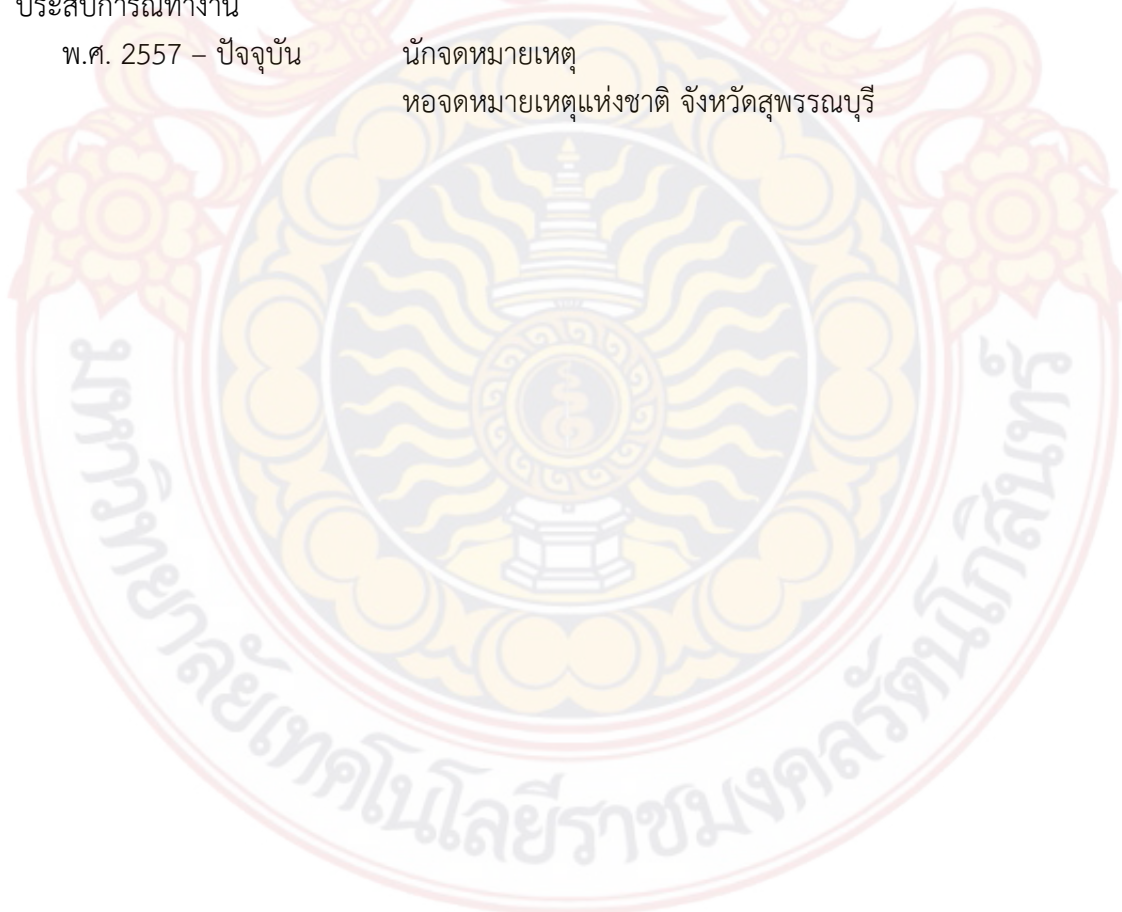 ประสบการณ์ทำงาน
พ.ศ. 2557 – ปัจจุบัน นักจดหมายเหตุ
หอจดหมายเหตุแห่งชาติ จังหวัดสุพรรณบุรี
มหาวิทยาลัยเทคโนโลยีราชมงคลรัตนโกสินทร์